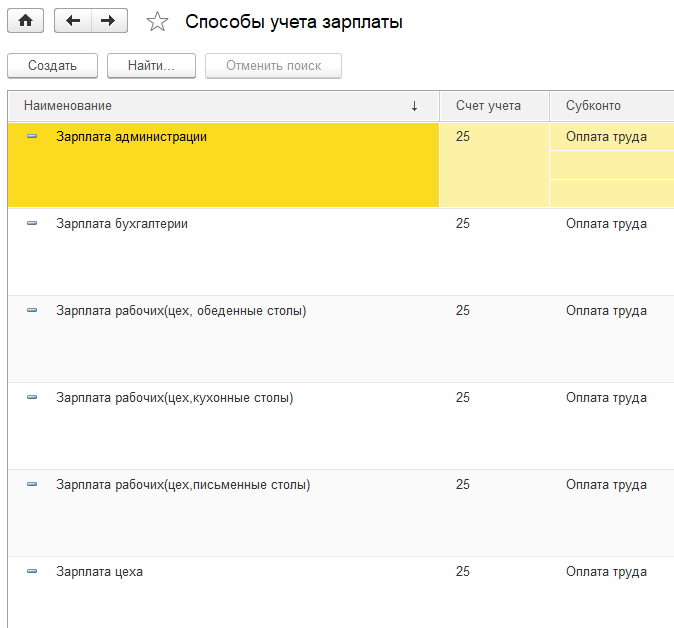 Способы учета зарплаты
Создать Найти... Отменить поиск
Наименование ↓ Счет учета Субконто
Зарплата администрации 25 Оплата труда
Зарплата бухгалтерии 25 Оплата труда
Зарплата рабочих(цех, обеденные столы) 25 Оплата труда
Зарплата рабочих(цех,кухонные столы) 25 Оплата труда
Зарплата рабочих(цех,письменные столы) 25 Оплата труда
Зарплата цеха 25 Оплата труда